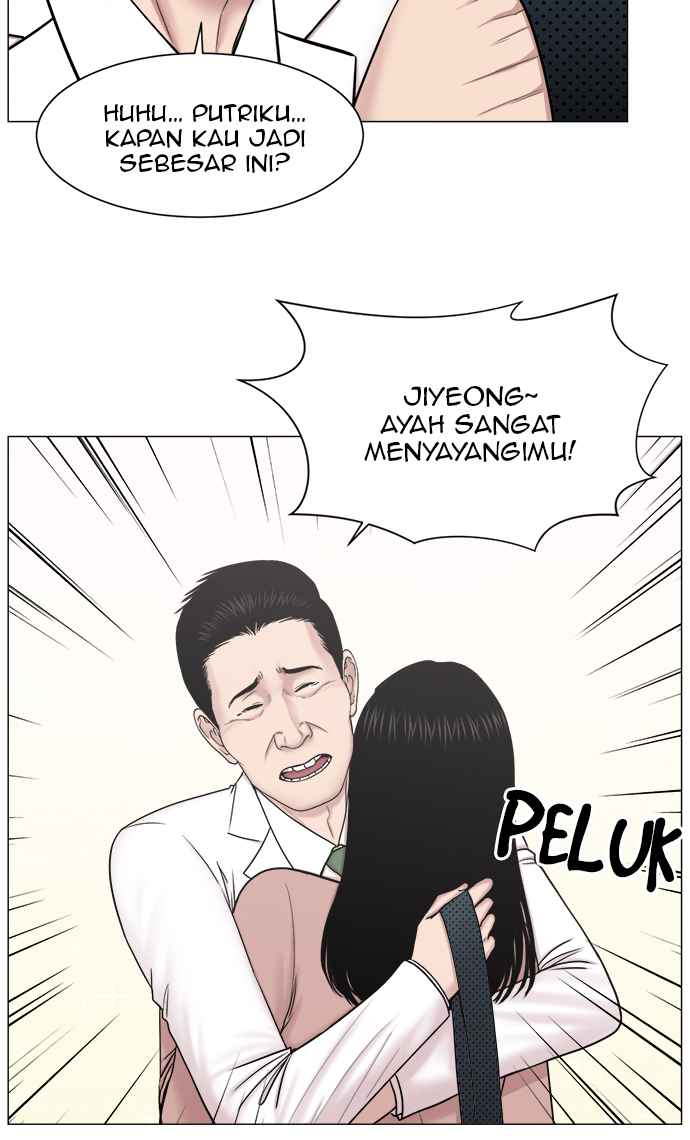 HUHU... PUTRIKU...
KAPAN KAU JADI
SEBESAR INI?
JIYEONG~
AYAH SANGAT
MENYAYANGIMU!
PELUK